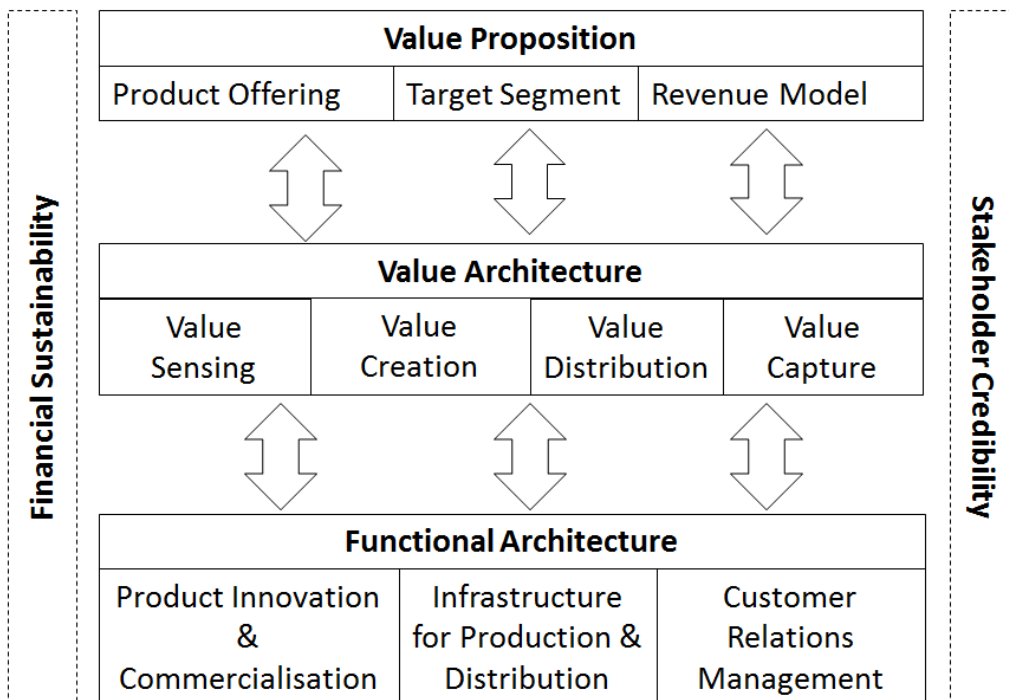 Financial Sustainability
Value Proposition
Product Offering
Target Segment
Revenue Model
Value Architecture
Value
Sensing
Value
Creation
Value
Distribution
Value
Capture
Functional Architecture
Product Innovation
&
Commercialisation
Infrastructure
for Production &
Distribution
Customer
Relations
Management
Stakeholder Credibility